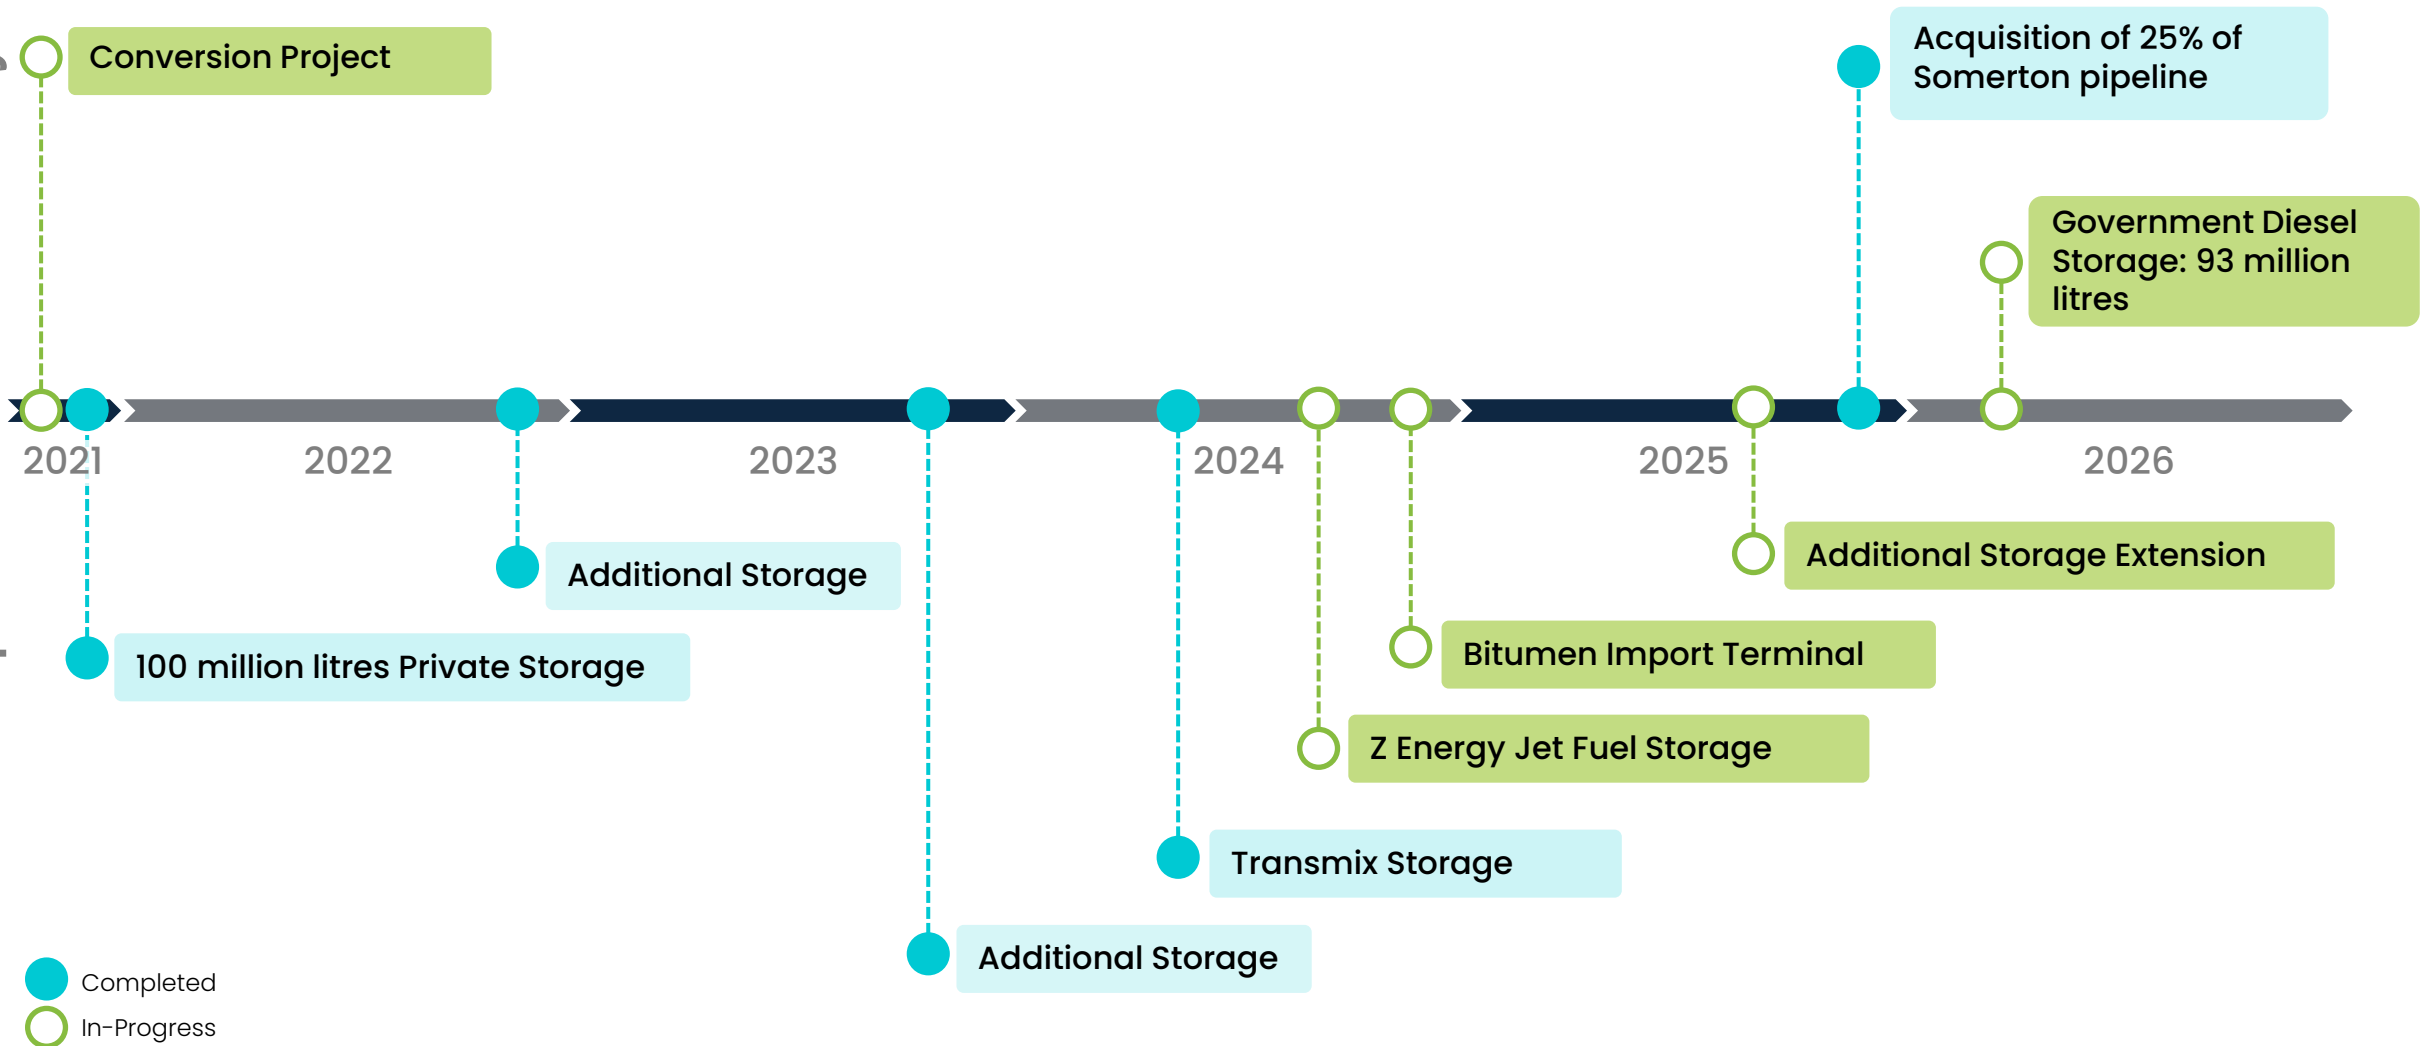 Conversion Project
Acquisition of 25% of
Somerton pipeline
Government Diesel
Storage: 93 million
litres
2021
2022
2023
2024
2025
2026
Additional Storage
Additional Storage Extension
100 million litres Private Storage
Bitumen Import Terminal
Z Energy Jet Fuel Storage
Transmix Storage
Additional Storage
Completed
In-Progress